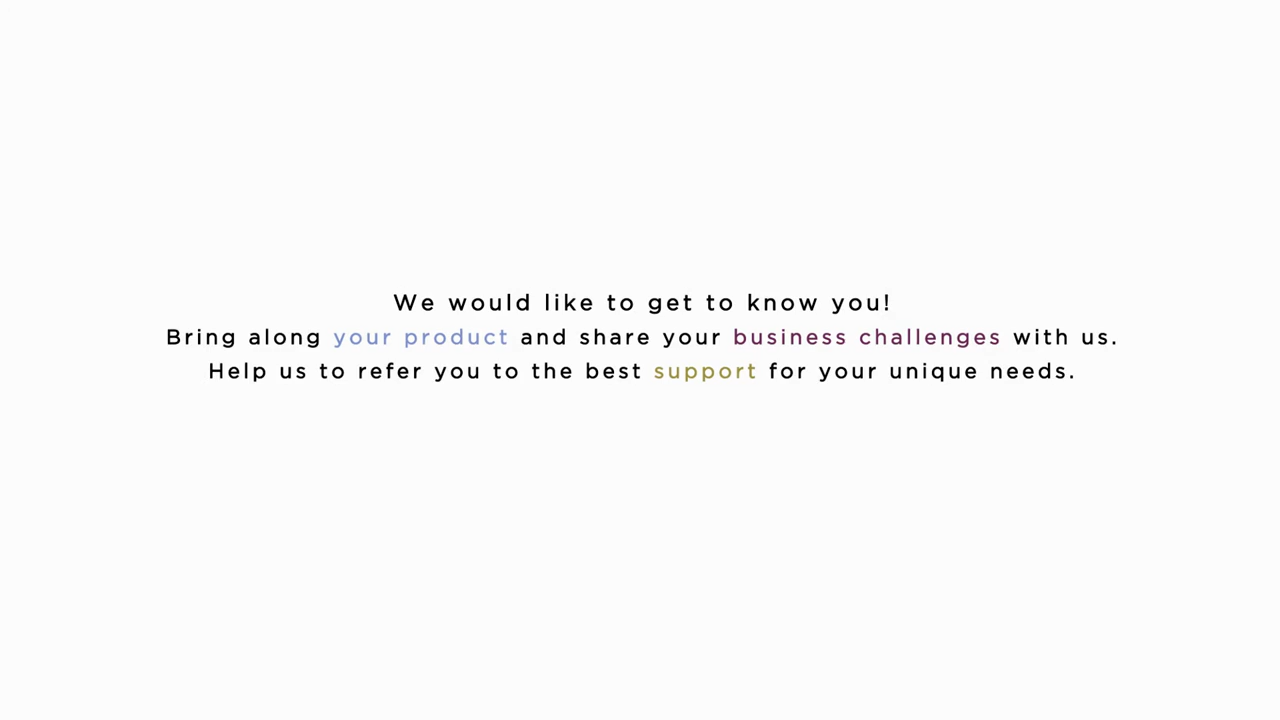 We would like to get to know you!
Bring along your product and share your business challenges with us.
Help us to refer you to the best support for your unique needs.